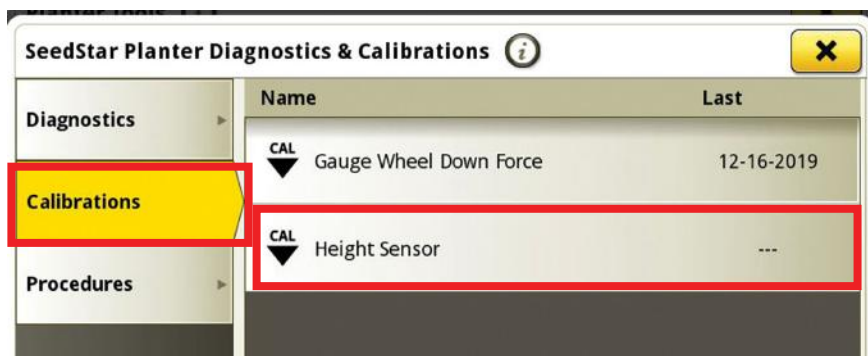 SeedStar Planter Diagnostics & Calibrations i
Name Last
Diagnostics
CAL Gauge Wheel Down Force 12-16-2019
Calibrations
CAL Height Sensor ---
Procedures